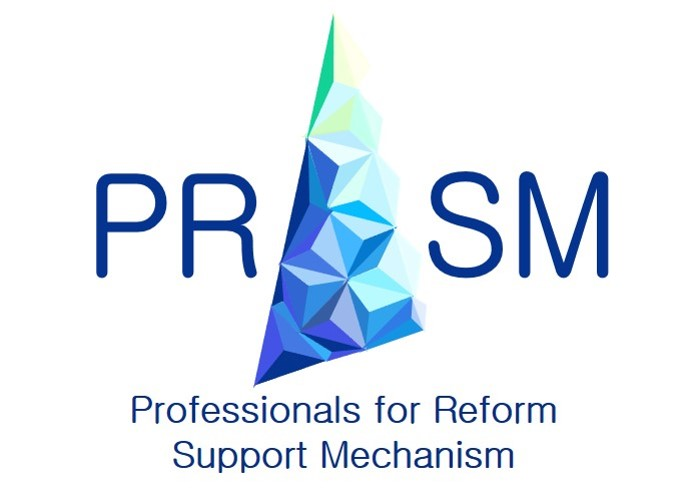 PRISM
Professionals for Reform
Support Mechanism